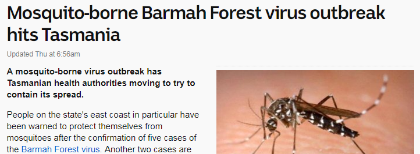 Mosquito-borne Barmah Forest virus outbreak
hits Tasmania
Updated Thu at 6:56am
A mosquito-borne virus outbreak has
Tasmanian health authorities moving to try to
contain its spread.
People on the state's east coast in particular have
been warned to protect themselves from
mosquitoes after the confirmation of five cases of
the Barmah Forest virus. Another two cases are